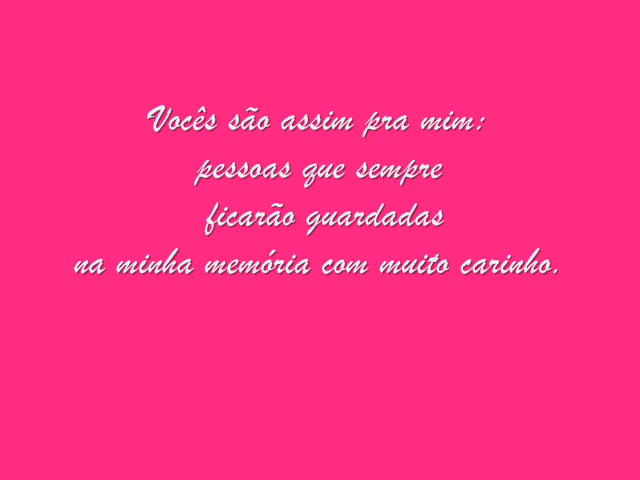 Vocês são assim pra mim:
pessoas que sempre
ficarão guardadas
na minha memória com muito carinho.